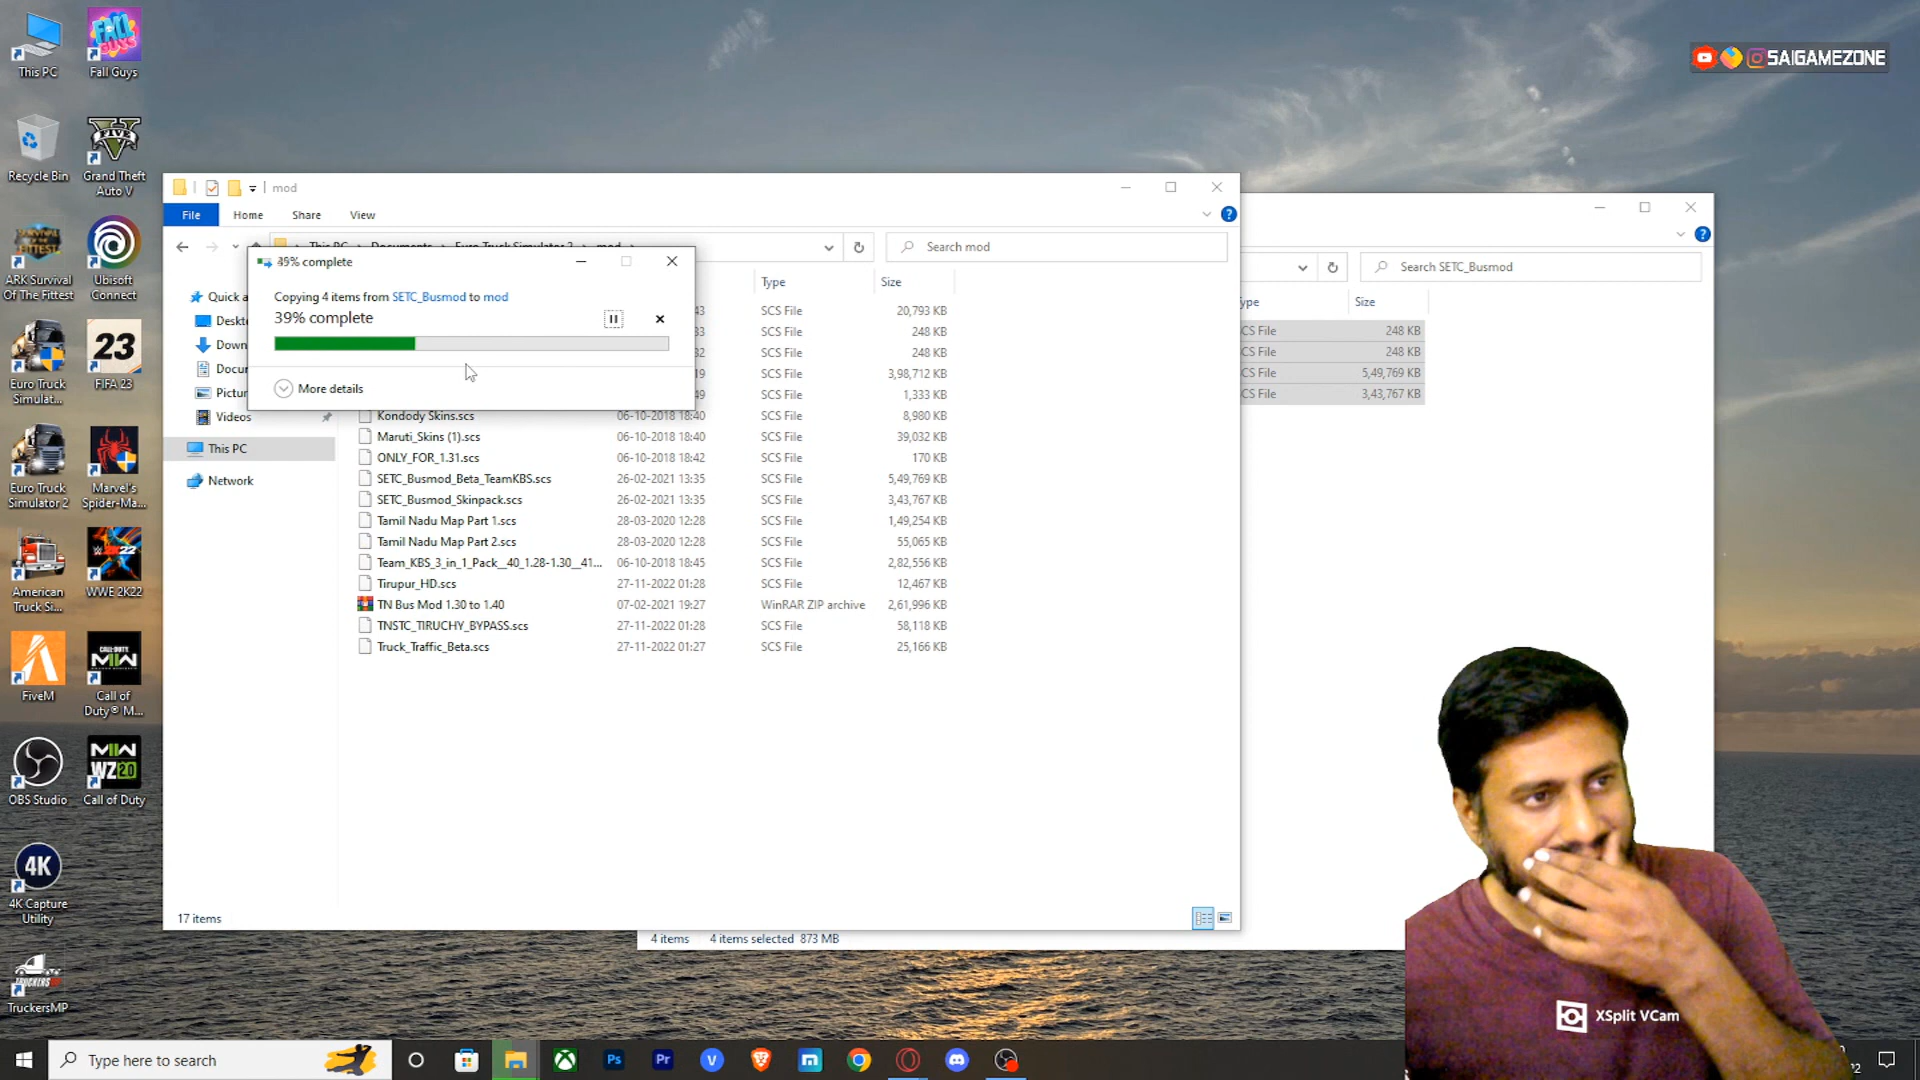 This PC
Fall Guys
Recycle Bin
Grand Theft
Auto V
ARK Survival
Of The Fittest
Ubisoft
Connect
Euro Truck
Simulat...
23
FIFA 23
Euro Truck
Simulator 2
Marvel's
Spider-Ma...
American
Truck Si...
WWE 2K22
FiveM
Call of
Duty® M...
OBS Studio
Call of Duty
4K
4K Capture
Utility
TruckersMP
SAIGAMEZONE
mod
File
Home
Share
View
Search mod
39% complete
Copying 4 items from SETC_Busmod to mod
39% complete
More details
Quick a
Deskt
Down
Docu
Pictur
Videos
This PC
Network
Type
Size
SCS File 20,793 KB
SCS File 248 KB
SCS File 248 KB
SCS File 3,98,712 KB
SCS File 1,333 KB
Kondody Skins.scs 06-10-2018 18:40 SCS File 8,980 KB
Maruti_Skins (1).scs 06-10-2018 18:40 SCS File 39,032 KB
ONLY_FOR_1.31.scs 06-10-2018 18:42 SCS File 170 KB
SETC_Busmod_Beta_TeamKBS.scs 26-02-2021 13:35 SCS File 5,49,769 KB
SETC_Busmod_Skinpack.scs 26-02-2021 13:35 SCS File 3,43,767 KB
Tamil Nadu Map Part 1.scs 28-03-2020 12:28 SCS File 1,49,254 KB
Tamil Nadu Map Part 2.scs 28-03-2020 12:28 SCS File 55,065 KB
Team_KBS_3_in_1_Pack__40_1.28-1.30__41... 06-10-2018 18:45 SCS File 2,82,556 KB
Tirupur_HD.scs 27-11-2022 01:28 SCS File 12,467 KB
TN Bus Mod 1.30 to 1.40 07-02-2021 19:27 WinRAR ZIP archive 2,61,996 KB
TNSTC_TIRUCHY_BYPASS.scs 27-11-2022 01:28 SCS File 58,118 KB
Truck_Traffic_Beta.scs 27-11-2022 01:27 SCS File 25,166 KB
17 items
Search SETC_Busmod
Size
CS File 248 KB
CS File 248 KB
CS File 5,49,769 KB
CS File 3,43,767 KB
4 items 4 items selected 873 MB
XSplit VCam
Type here to search